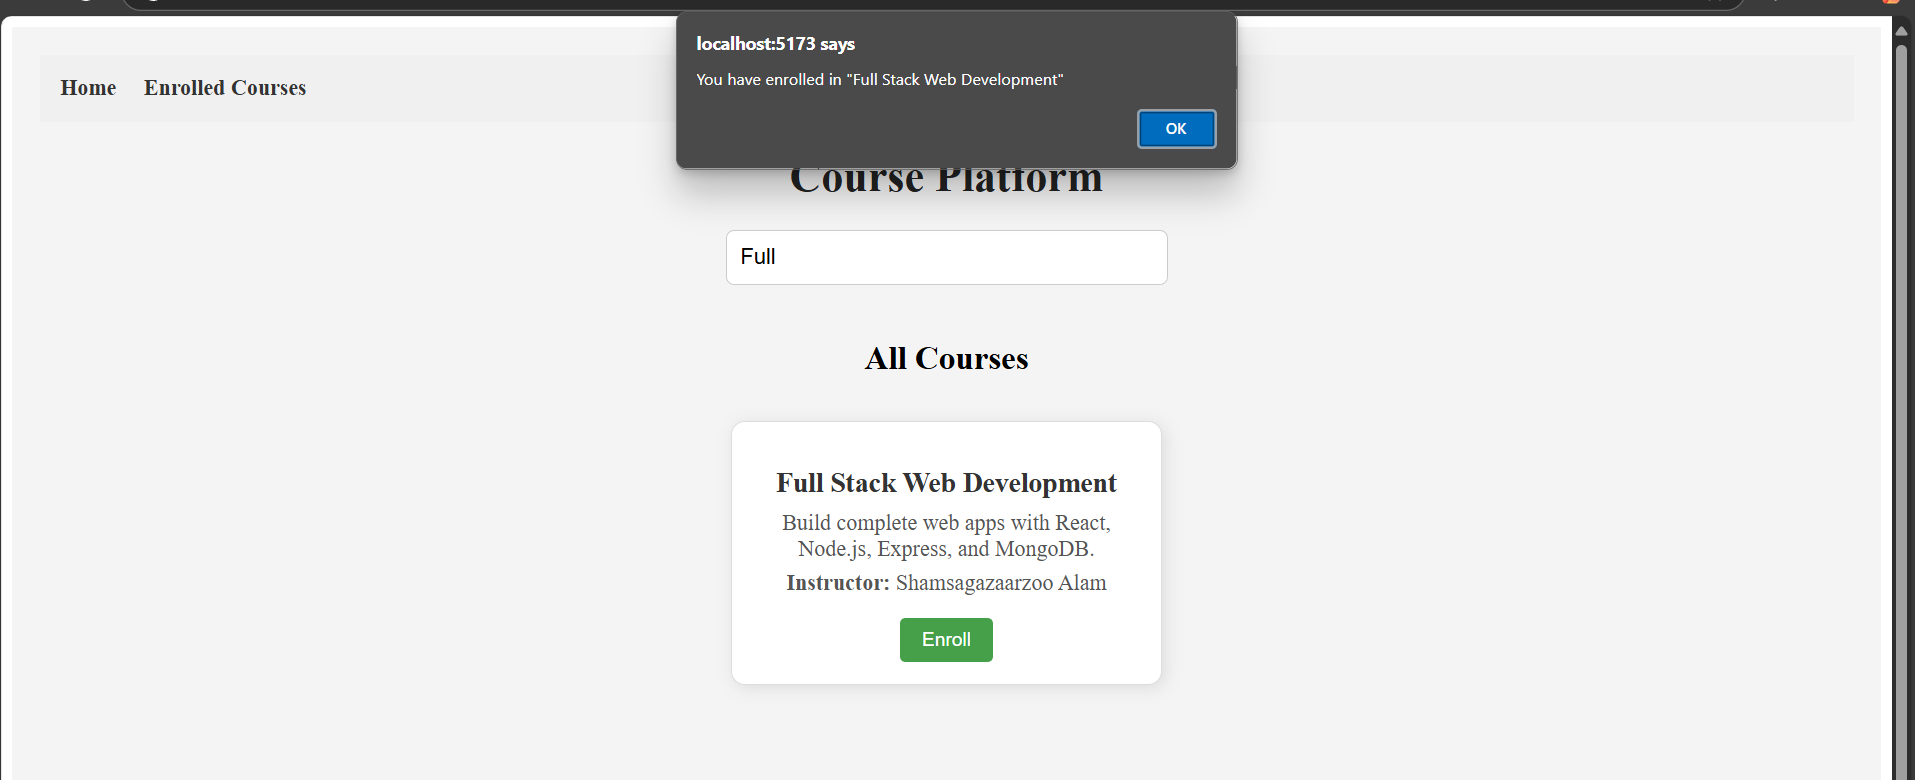 localhost:5173 says
You have enrolled in "Full Stack Web Development"
OK
Home Enrolled Courses
Course Platform
Full
All Courses
Full Stack Web Development
Build complete web apps with React,
Node.js, Express, and MongoDB.
Instructor: Shamsagazaarzoo Alam
Enroll